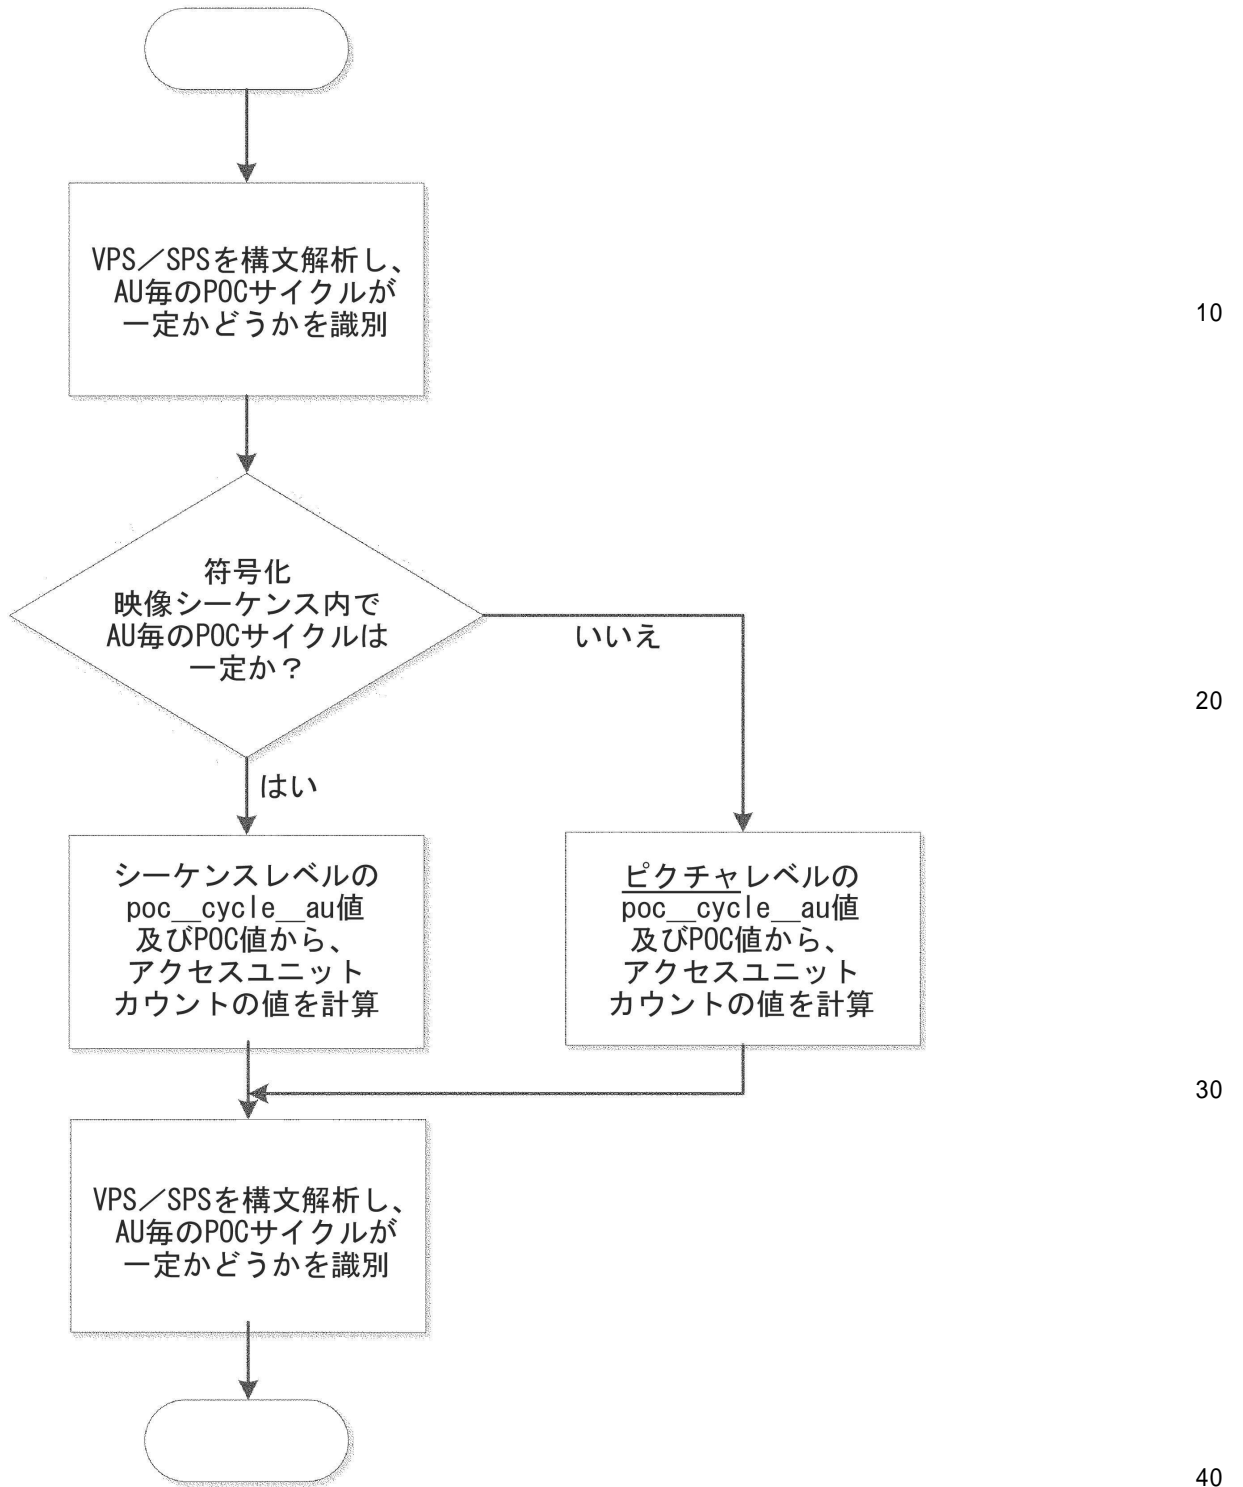 VPS／SPSを構文解析し、
AU毎のPOCサイクルが
一定かどうかを識別
10
符号化
映像シーケンス内で
AU毎のPOCサイクルは
一定か？
いいえ
20
はい
シーケンスレベルの
poc__cycle__au値
及びPOC値から、
アクセスユニット
カウントの値を計算
ピクチャレベルの
poc__cycle__au値
及びPOC値から、
アクセスユニット
カウントの値を計算
30
VPS／SPSを構文解析し、
AU毎のPOCサイクルが
一定かどうかを識別
40